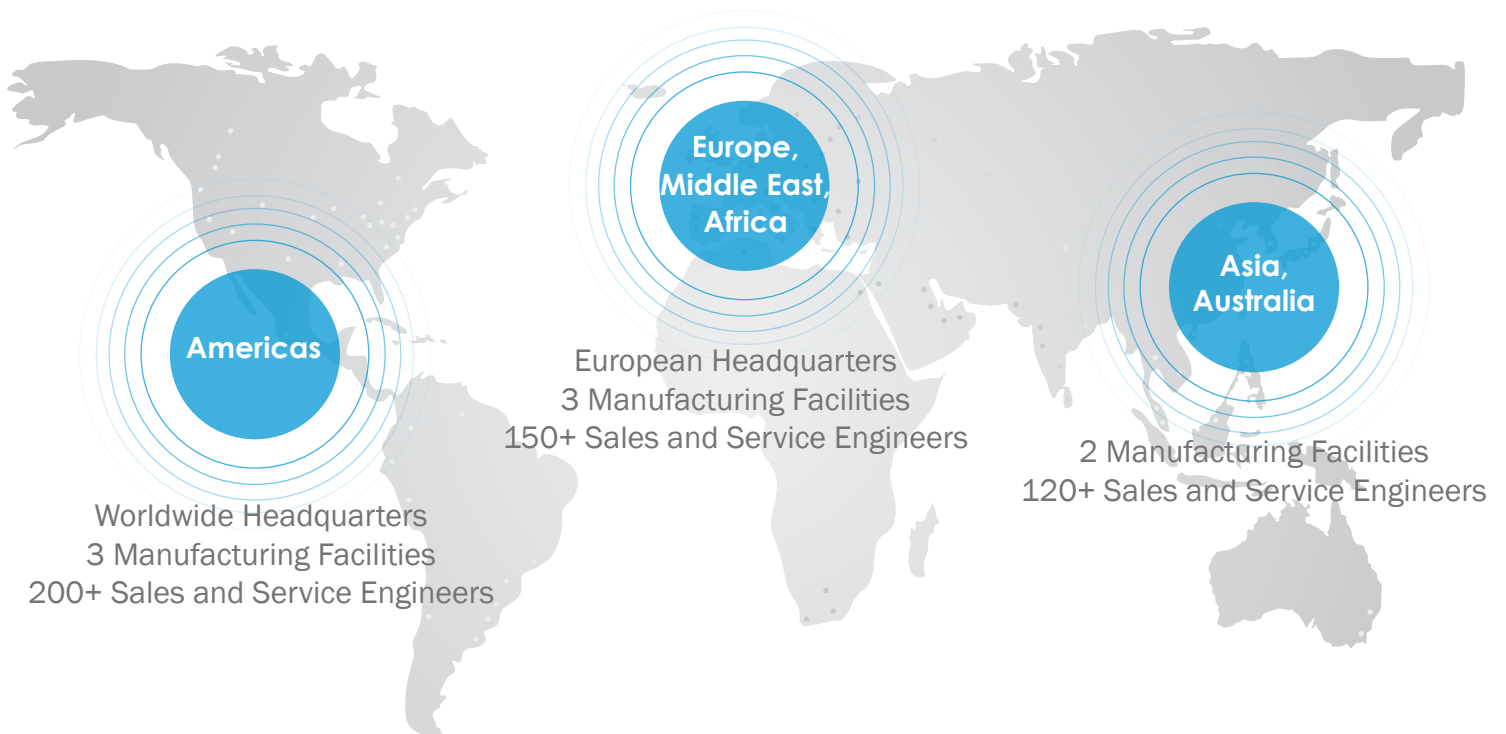 Americas
Worldwide Headquarters
3 Manufacturing Facilities
200+ Sales and Service Engineers
Europe,
Middle East,
Africa
European Headquarters
3 Manufacturing Facilities
150+ Sales and Service Engineers
Asia,
Australia
2 Manufacturing Facilities
120+ Sales and Service Engineers